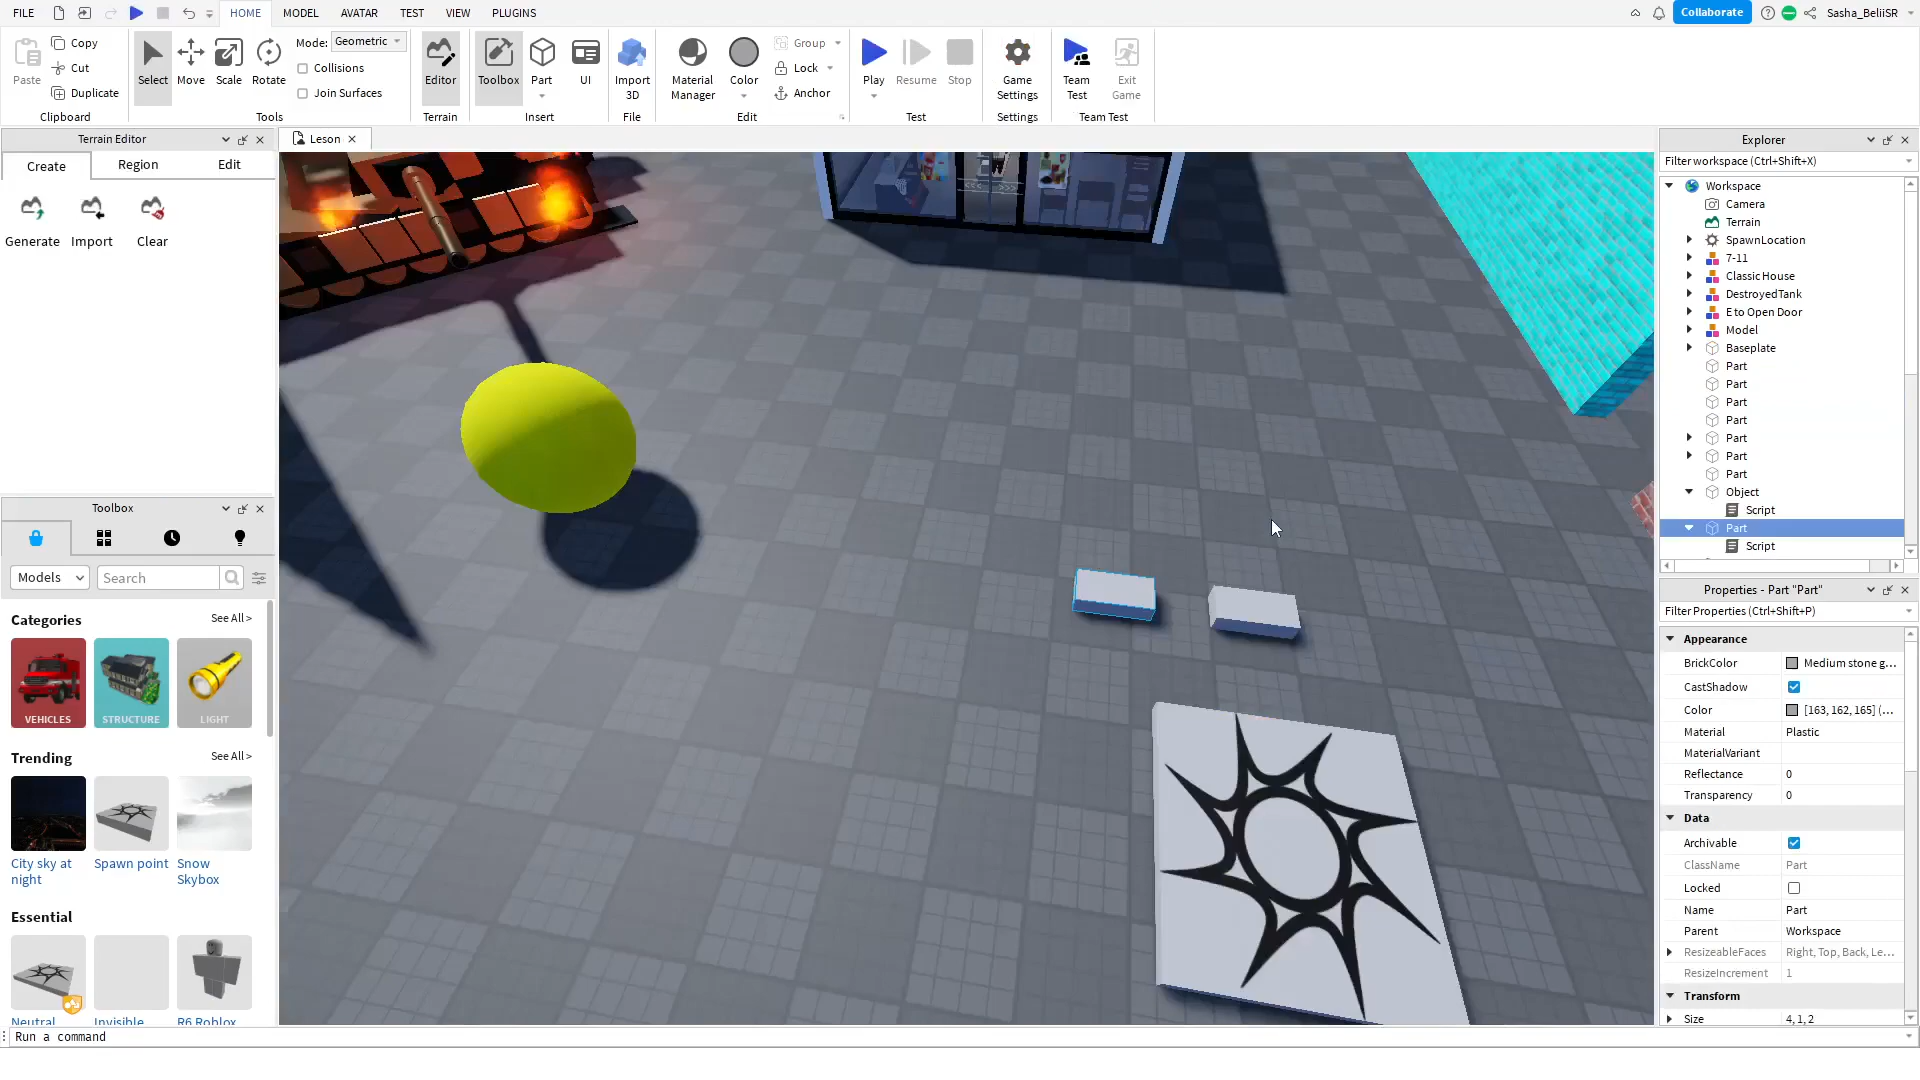 FILE HOME MODEL AVATAR TEST VIEW PLUGINS Collaborate Sasha_BeliiSR
Paste Copy Cut Duplicate
Clipboard
Select Move Scale Rotate
Mode: Geometric
Collisions
Join Surfaces
Tools
Editor
Terrain
Toolbox Part UI
Insert
Import 3D
File
Material Manager Color
Group
Lock
Anchor
Edit
Play Resume Stop
Test
Game Settings
Settings
Team Test Exit Game
Team Test
Terrain Editor
Create Region Edit
Generate Import Clear
Toolbox
Models Search
Categories See All >
VEHICLES STRUCTURE LIGHT
Trending See All >
City sky at night
Spawn point
Snow Skybox
Essential
Neutral Invisible R6 Roblox
Leson
Explorer
Filter workspace (Ctrl+Shift+X)
Workspace
Camera
Terrain
SpawnLocation
7-11
Classic House
DestroyedTank
E to Open Door
Model
Baseplate
Part
Part
Part
Part
Part
Part
Part
Object
Script
Part
Script
Properties - Part "Part"
Filter Properties (Ctrl+Shift+P)
Appearance
BrickColor Medium stone g...
CastShadow
Color [163, 162, 165] (...
Material Plastic
MaterialVariant
Reflectance 0
Transparency 0
Data
Archivable
ClassName Part
Locked
Name Part
Parent Workspace
ResizeableFaces Right, Top, Back, Le...
ResizeIncrement 1
Transform
Size 4, 1, 2
Run a command